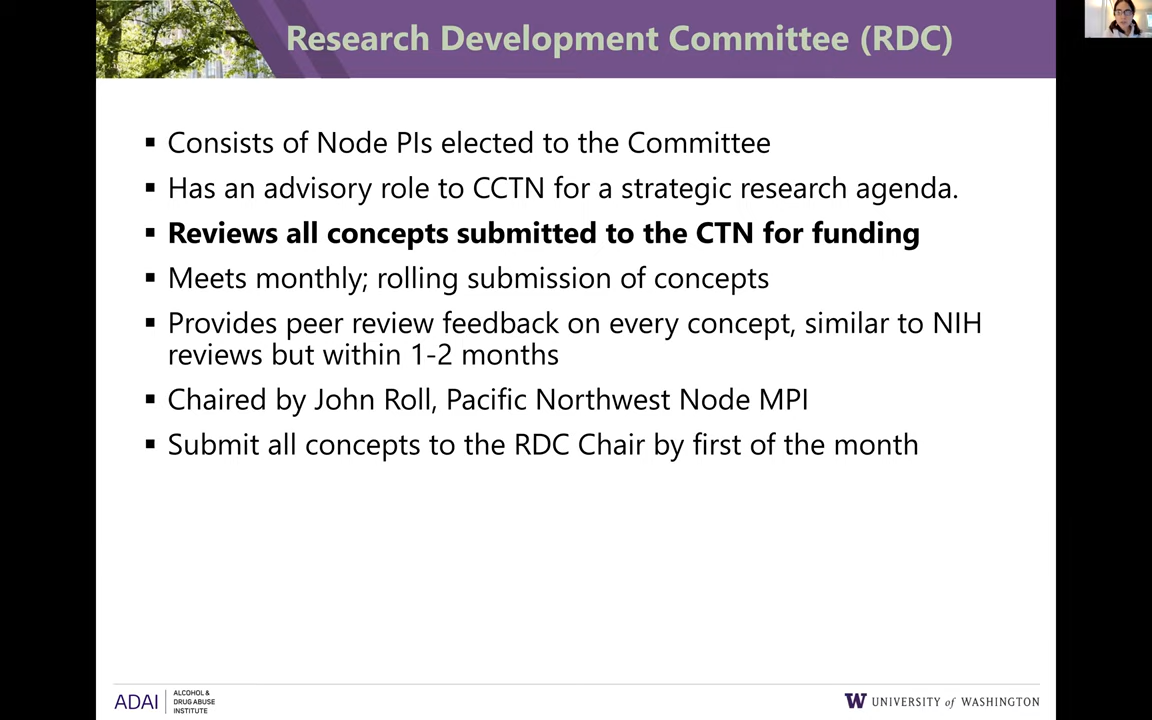 Research Development Committee (RDC)
▪ Consists of Node PIs elected to the Committee
▪ Has an advisory role to CCTN for a strategic research agenda.
▪ Reviews all concepts submitted to the CTN for funding
▪ Meets monthly; rolling submission of concepts
▪ Provides peer review feedback on every concept, similar to NIH
reviews but within 1-2 months
▪ Chaired by John Roll, Pacific Northwest Node MPI
▪ Submit all concepts to the RDC Chair by first of the month
ADAI
ALCOHOL &
DRUG ABUSE
INSTITUTE
W UNIVERSITY of WASHINGTON